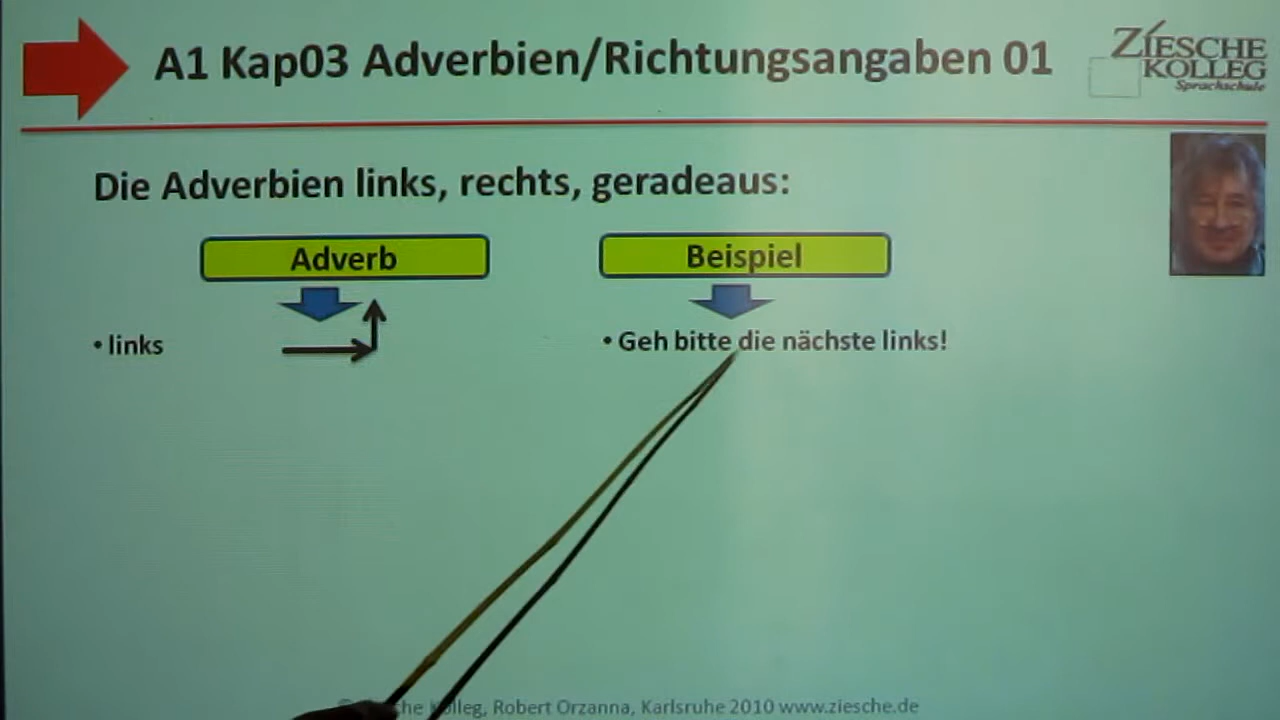 A1 Kap03 Adverbien/Richtungsangaben 01
ZIESCHE
KOLLEG
Sprachschule
Die Adverbien links, rechts, geradeaus:
Adverb
Beispiel
• links
• Geh bitte die nächste links!
Kolleg, Robert Orzanna, Karlsruhe 2010 www.ziesche.de